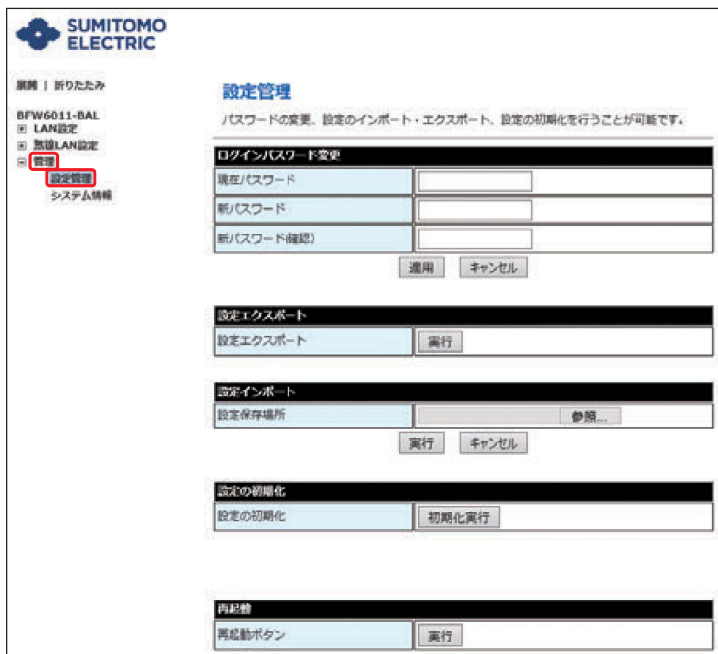 SUMITOMO
ELECTRIC
展開 | 折りたたみ
BFW6011-BAL
LAN設定
無線LAN設定
管理
設定管理
システム情報
設定管理
パスワードの変更、設定のインポート・エクスポート、設定の初期化を行うことが可能です。
ログインパスワード変更
現在パスワード
新パスワード
新パスワード(確認)
適用 キャンセル
設定エクスポート
設定エクスポート 実行
設定インポート
設定保存場所 参照...
実行 キャンセル
設定の初期化
設定の初期化 初期化実行
再起動
再起動ボタン 実行